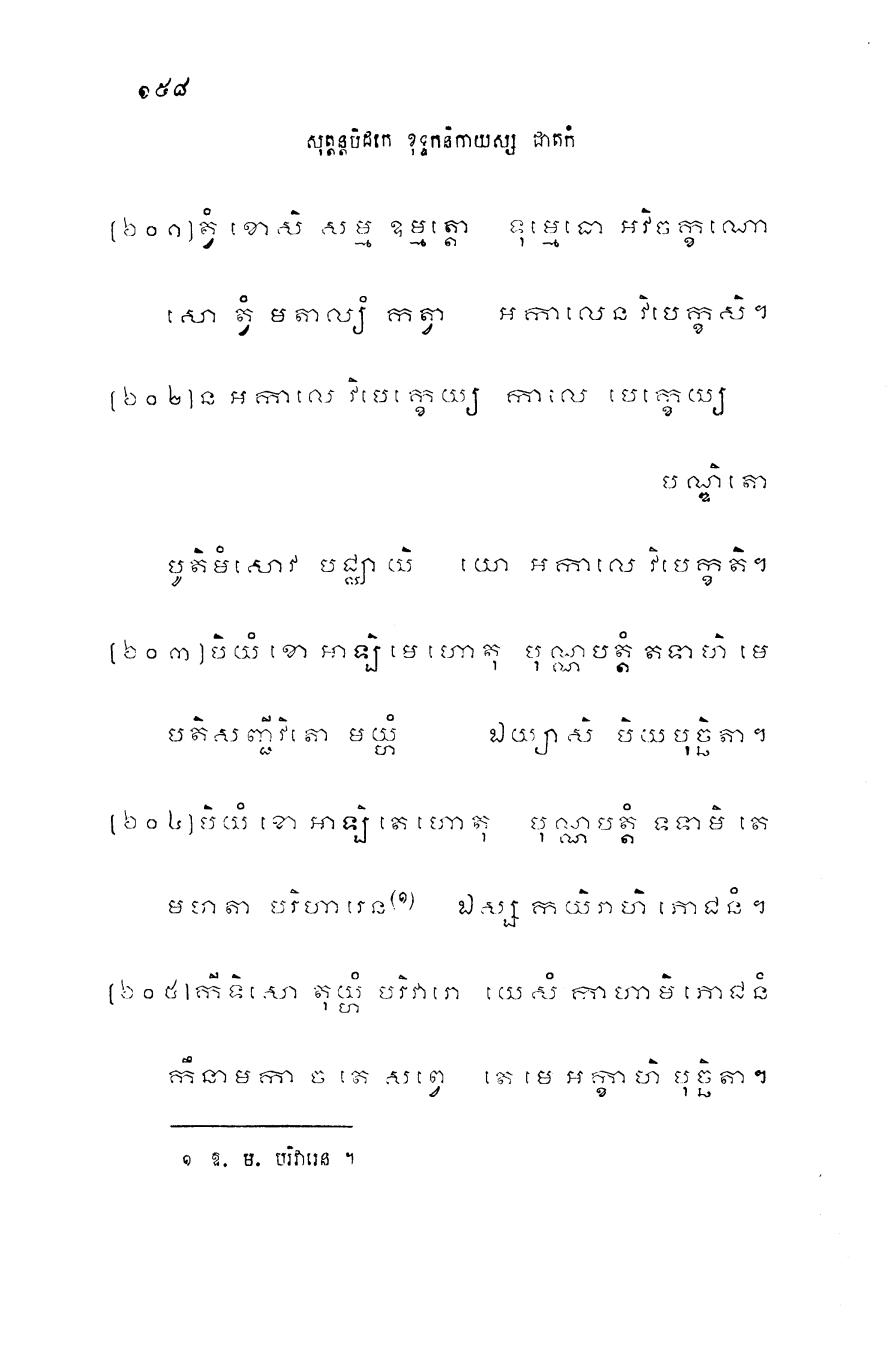 ១៥៨
សុត្តន្តបិដកេ ខុទ្ទកនិកាយស្ស ជាតកំ
[៦០១] ត្វំ ខោសិ សម្ម ឧម្មត្តោ ទុម្មេធោ អវិចក្ខណោ
សោ ត្វំ មតាល្យំ កត្វា អកាលេន វិបេក្ខសិ។
[៦០២] ន អកាលេ វិបេក្ខេយ្យ កាលេ បេក្ខេយ្យ
បណ្ឌិតោ
បូតិមំសោវ បជ្ឈាយិ យោ អកាលេ វិបេក្ខតិ។
[៦០៣] បិយំ ខោ អាឡិ មេ ហោតុ បុណ្ណបត្តំ តទាហិ មេ
បតិសញ្ជីវិតោ មយ្ហំ ឯយ្យាសិ បិយបុច្ឆិតា។
[៦០៤] បិយំ ខោ អាឡិ តេ ហោតុ បុណ្ណបត្តំ ទទាមិ តេ
មហតា បរិហារេន(១) ឯស្សំ កយិរាហិ ភោជនំ។
[៦០៥] កីទិសោ តុយ្ហំ បរិវារោ យេសំ កាហាមិ ភោជនំ
កឹនាមកា ច តេ សព្វេ តេ មេ អក្ខាហិ បុច្ឆិតា។
១ ឱ. ម. បរិវារេន ។